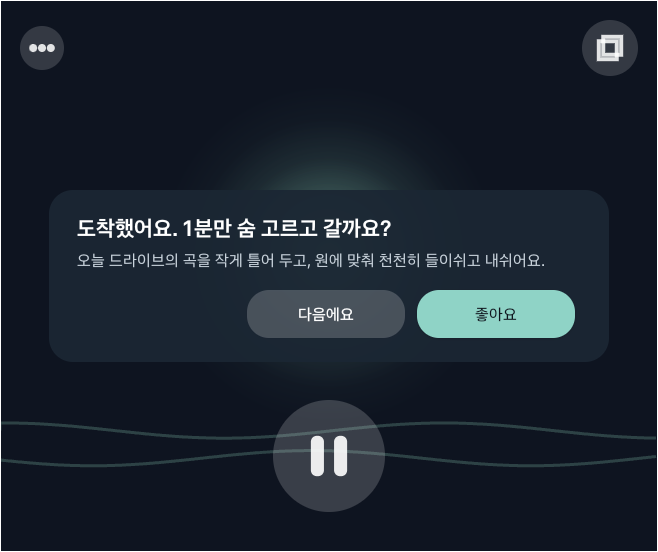 도착했어요. 1분만 숨 고르고 갈까요?
오늘 드라이브의 곡을 작게 틀어 두고, 원에 맞춰 천천히 들이쉬고 내쉬어요.
다음에요
좋아요